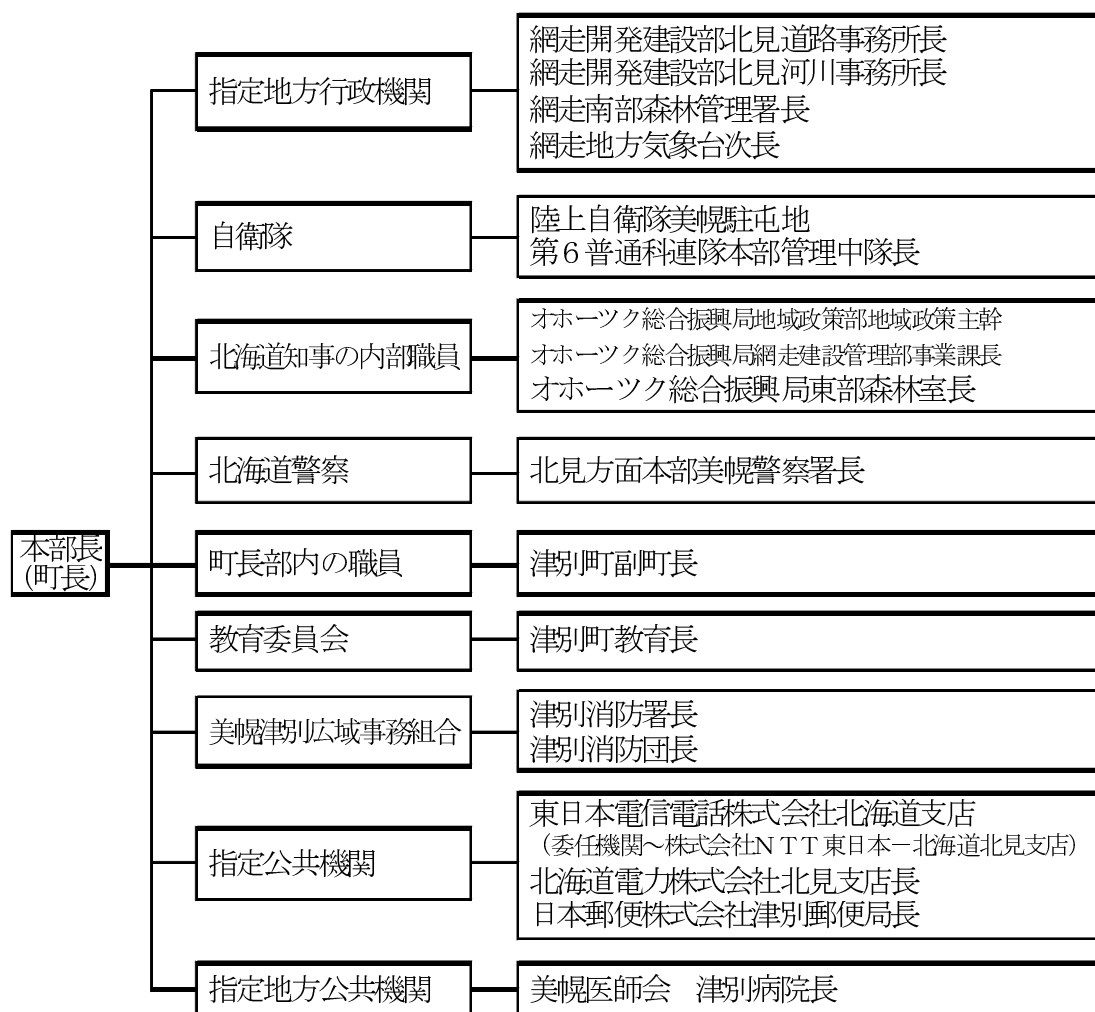 本部長
(町長)
指定地方行政機関
網走開発建設部北見道路事務所長
網走開発建設部北見河川事務所長
網走南部森林管理署長
網走地方気象台次長
自衛隊
陸上自衛隊美幌駐屯地
第6普通科連隊本部管理中隊長
北海道知事の内部職員
オホーツク総合振興局地域政策部地域政策主幹
オホーツク総合振興局網走建設管理部事業課長
オホーツク総合振興局東部森林室長
北海道警察
北見方面本部美幌警察署長
町長部内の職員
津別町副町長
教育委員会
津別町教育長
美幌津別広域事務組合
津別消防署長
津別消防団長
指定公共機関
東日本電信電話株式会社北海道支店
(委任機関~株式会社NTT東日本-北海道北見支店)
北海道電力株式会社北見支店長
日本郵便株式会社津別郵便局長
指定地方公共機関
美幌医師会 津別病院長